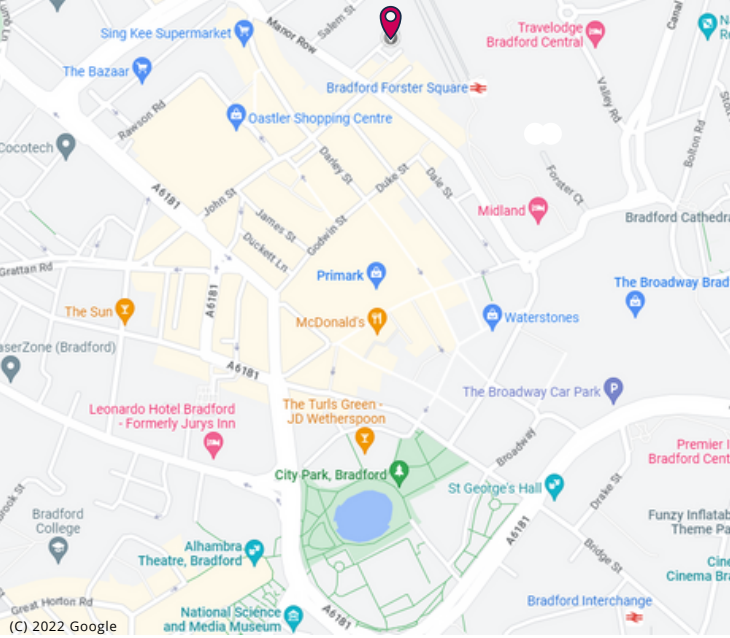 Salem St
Sing Kee Supermarket
Manor Row
Travelodge
Bradford Central
Canal
The Bazaar
Bradford Forster Square
Valley Rd
Rawson Rd
Oastler Shopping Centre
Cocotech
Bolton Rd
Darley St
Duke St
Dale St
Forster Ct
A6181
John St
James St
Godwin St
Midland
Bradford Cathedra
Duckett Ln
Grattan Rd
Primark
The Broadway Brad
A6181
The Sun
McDonald's
Waterstones
aserZone (Bradford)
A6181
The Broadway Car Park
Leonardo Hotel Bradford
- Formerly Jurys Inn
The Turls Green -
JD Wetherspoon
Broadway
Premier I
Bradford Cent
City Park, Bradford
St George's Hall
Drake St
Bradford
College
A6181
Funzy Inflatab
Theme Pa
Alhambra
Theatre, Bradford
Bridge St
Cine
Cinema Bra
Great Horton Rd
National Science
and Media Museum
A6181
Bradford Interchange
(C) 2022 Google